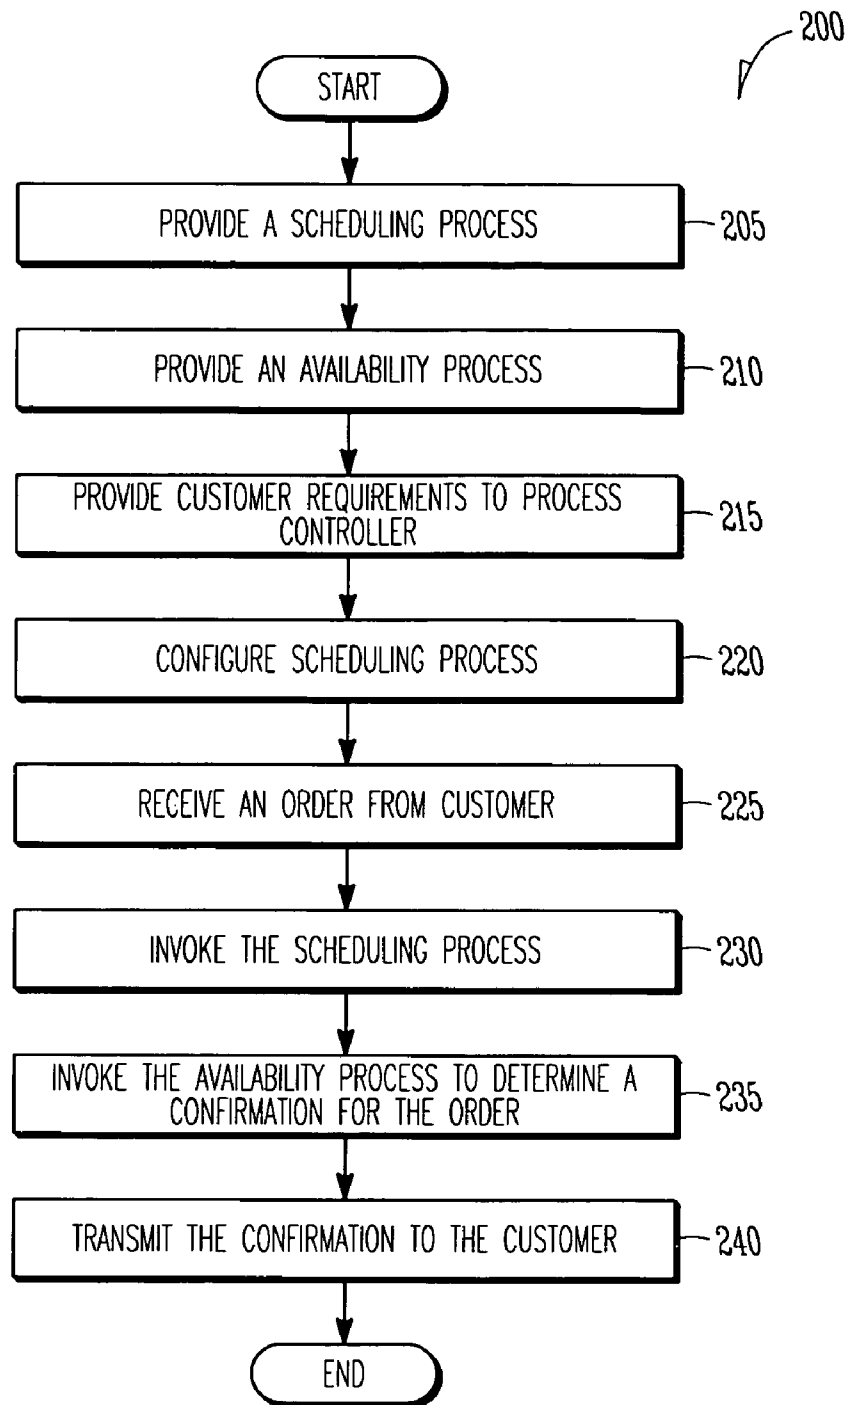 200
START
PROVIDE A SCHEDULING PROCESS
205
PROVIDE AN AVAILABILITY PROCESS
210
PROVIDE CUSTOMER REQUIREMENTS TO PROCESS
CONTROLLER
215
CONFIGURE SCHEDULING PROCESS
220
RECEIVE AN ORDER FROM CUSTOMER
225
INVOKE THE SCHEDULING PROCESS
230
INVOKE THE AVAILABILITY PROCESS TO DETERMINE A
CONFIRMATION FOR THE ORDER
235
TRANSMIT THE CONFIRMATION TO THE CUSTOMER
240
END